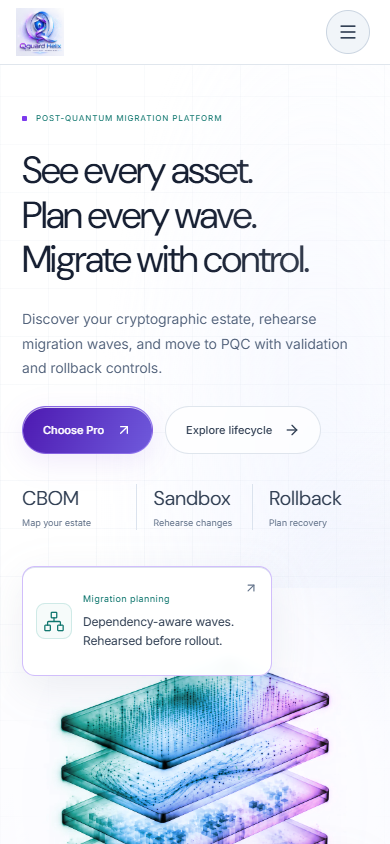 Qguard Helix
POST-QUANTUM MIGRATION PLATFORM
See every asset.
Plan every wave.
Migrate with control.
Discover your cryptographic estate, rehearse
migration waves, and move to PQC with validation
and rollback controls.
Choose Pro
Explore lifecycle
CBOM
Map your estate
Sandbox
Rehearse changes
Rollback
Plan recovery
Migration planning
Dependency-aware waves.
Rehearsed before rollout.